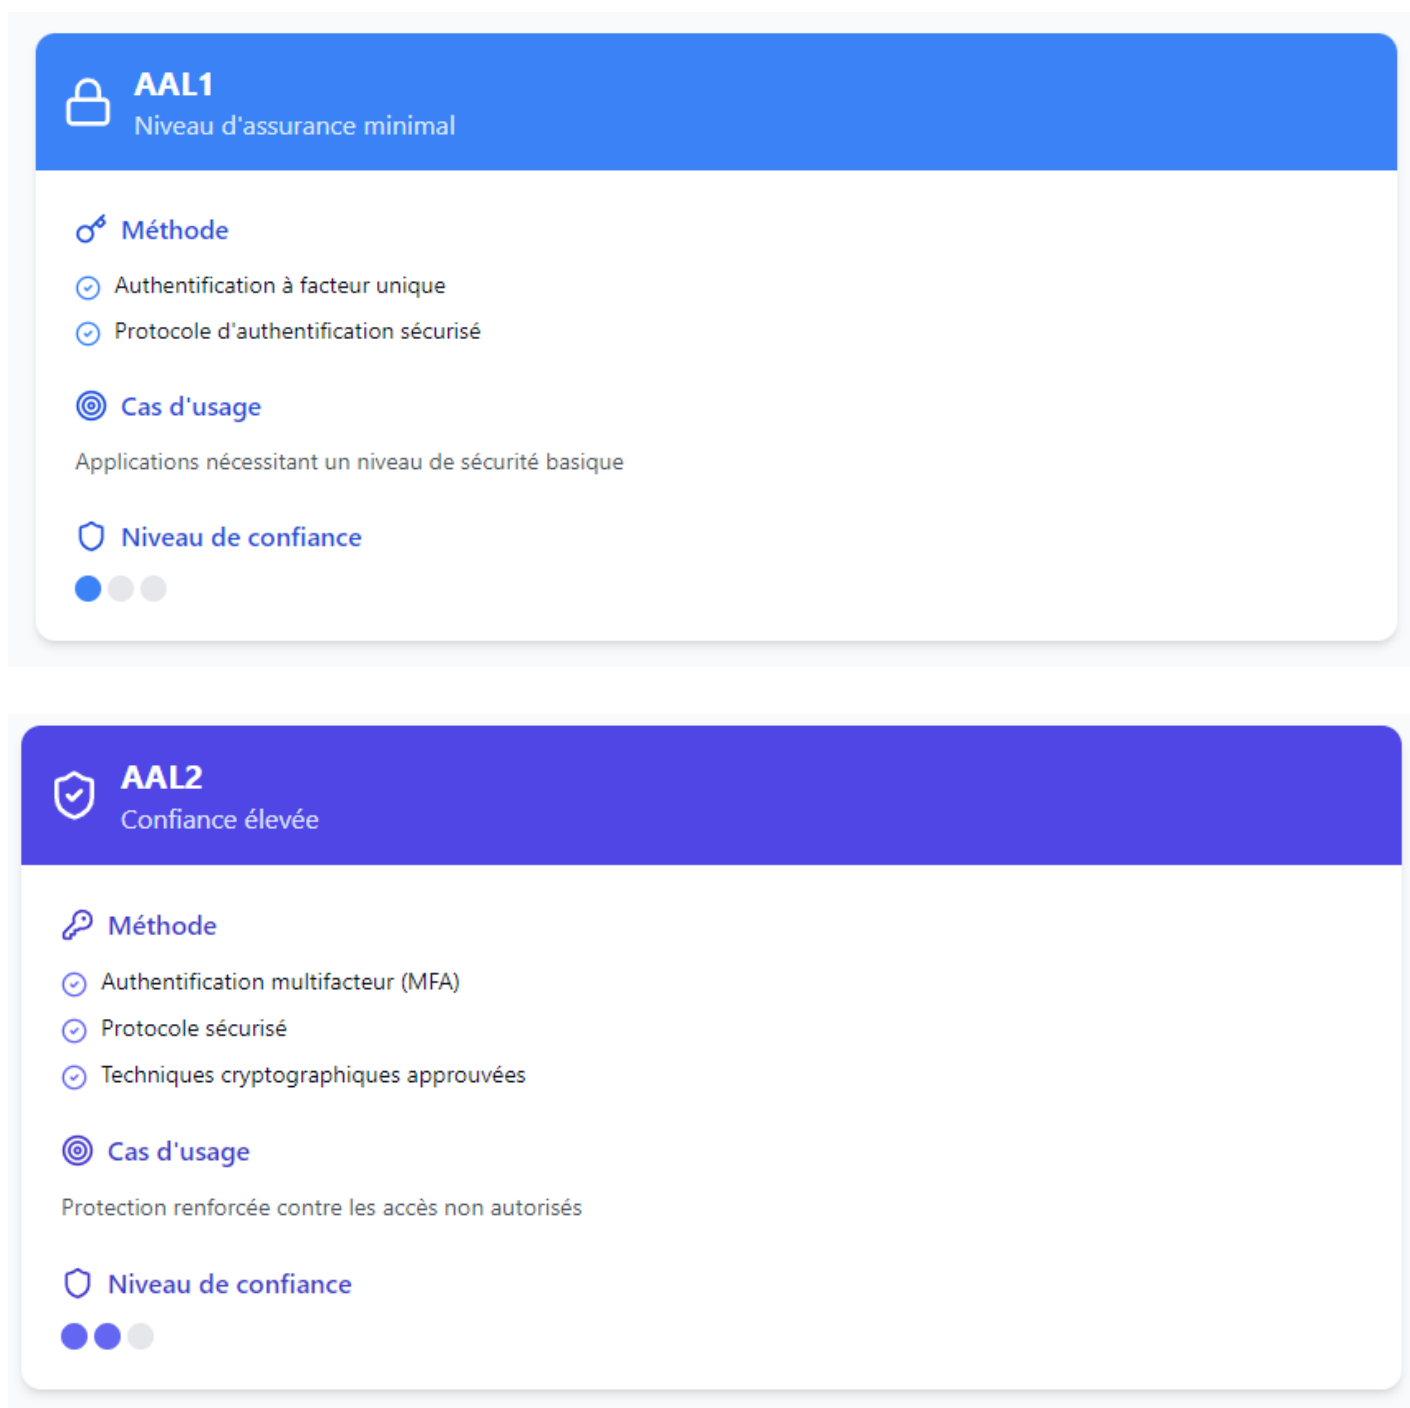 AAL1
Niveau d'assurance minimal
Méthode
Authentification à facteur unique
Protocole d'authentification sécurisé
Cas d'usage
Applications nécessitant un niveau de sécurité basique
Niveau de confiance
AAL2
Confiance élevée
Méthode
Authentification multifacteur (MFA)
Protocole sécurisé
Techniques cryptographiques approuvées
Cas d'usage
Protection renforcée contre les accès non autorisés
Niveau de confiance